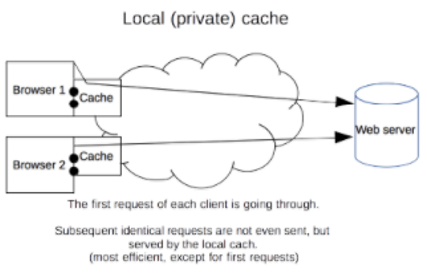 Local (private) cache
Browser 1
Cache
Web server
Browser 2
Cache
The first request of each client is going through.
Subsequent identical requests are not even sent, but
served by the local cach.
(most efficient, except for first requests)